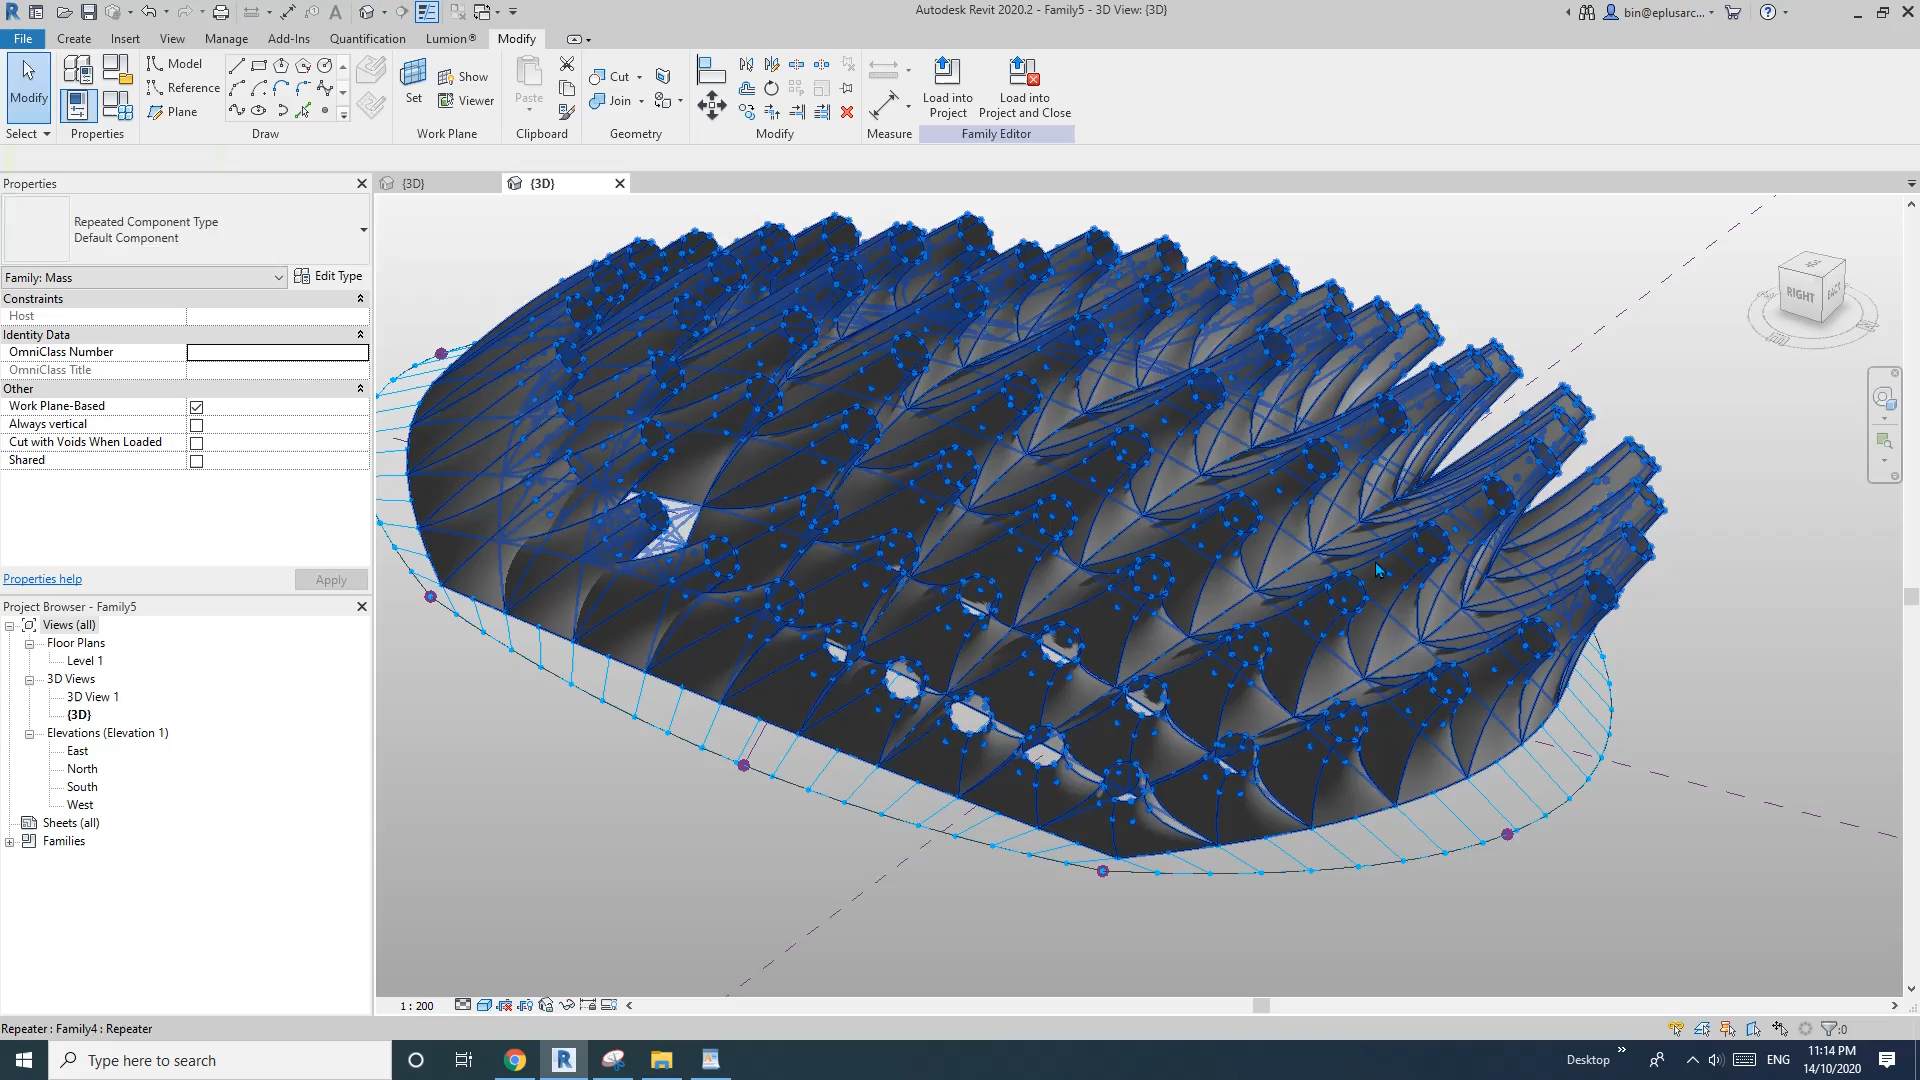 Autodesk Revit 2020.2 - Family5 - 3D View: {3D}
bin@eplusarc...
File Create Insert View Manage Add-Ins Quantification Lumion® Modify
Modify
Select
Properties
Model
Reference
Plane
Draw
Set
Show
Viewer
Work Plane
Paste
Clipboard
Cut
Join
Geometry
Modify
Measure
Load into Project
Load into Project and Close
Family Editor
Properties
{3D}
{3D}
Repeated Component Type
Default Component
Family: Mass
Edit Type
Constraints
Host
Identity Data
OmniClass Number
OmniClass Title
Other
Work Plane-Based
Always vertical
Cut with Voids When Loaded
Shared
Properties help
Apply
Project Browser - Family5
Views (all)
Floor Plans
Level 1
3D Views
3D View 1
{3D}
Elevations (Elevation 1)
East
North
South
West
Sheets (all)
Families
RIGHT
1 : 200
Repeater : Family4 : Repeater
:0
Type here to search
Desktop
ENG
11:14 PM
14/10/2020